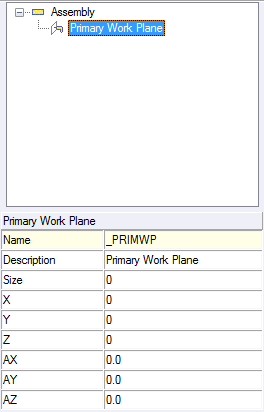 Assembly
Primary Work Plane
Primary Work Plane
Name _PRIMWP
Description Primary Work Plane
Size 0
X 0
Y 0
Z 0
AX 0.0
AY 0.0
AZ 0.0